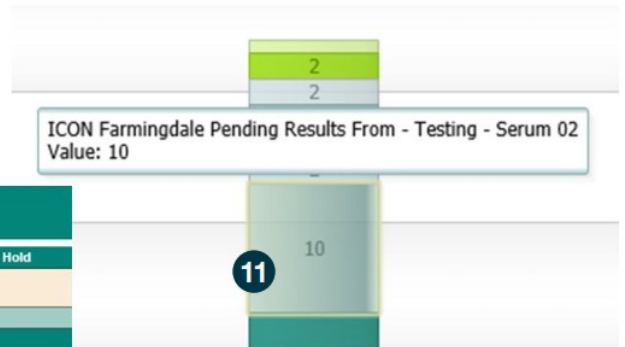 2
2
ICON Farmingdale Pending Results From - Testing - Serum 02
Value: 10
Hold
10
11